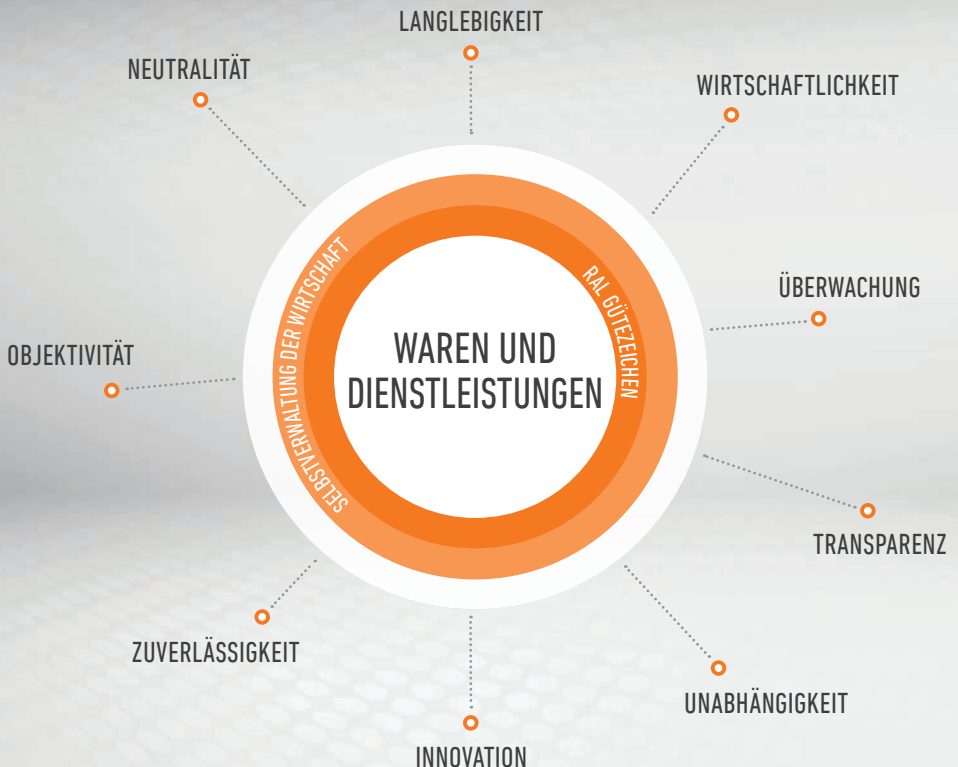 LANGLEBIGKEIT
NEUTRALITÄT
WIRTSCHAFTLICHKEIT
ÜBERWACHUNG
OBJEKTIVITÄT
SELBSTVERWALTUNG DER WIRTSCHAFT
RAL GÜTEZEICHEN
WAREN UND
DIENSTLEISTUNGEN
TRANSPARENZ
ZUVERLÄSSIGKEIT
UNABHÄNGIGKEIT
INNOVATION